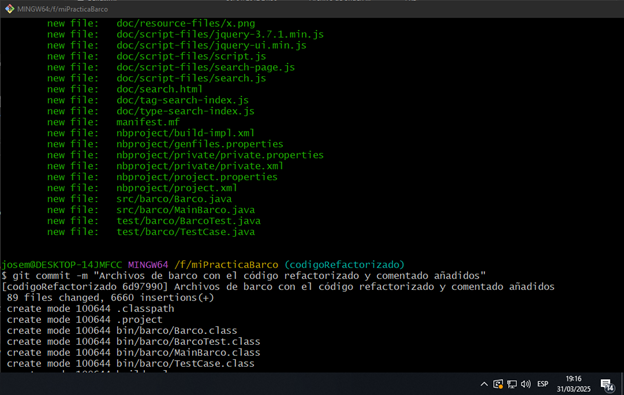 MINGW64:/f/miPracticaBarco
new file:   doc/resource-files/x.png
new file:   doc/script-files/jquery-3.7.1.min.js
new file:   doc/script-files/jquery-ui.min.js
new file:   doc/script-files/script.js
new file:   doc/script-files/search-page.js
new file:   doc/script-files/search.js
new file:   doc/search.html
new file:   doc/tag-search-index.js
new file:   doc/type-search-index.js
new file:   manifest.mf
new file:   nbproject/build-impl.xml
new file:   nbproject/genfiles.properties
new file:   nbproject/private/private.properties
new file:   nbproject/private/private.xml
new file:   nbproject/project.properties
new file:   nbproject/project.xml
new file:   src/barco/Barco.java
new file:   src/barco/MainBarco.java
new file:   test/barco/BarcoTest.java
new file:   test/barco/TestCase.java
josem@DESKTOP-14JMFCC MINGW64 /f/miPracticaBarco (codigoRefactorizado)
$ git commit -m "Archivos de barco con el código refactorizado y comentado añadidos"
[codigoRefactorizado 6d97990] Archivos de barco con el código refactorizado y comentado añadidos
89 files changed, 6660 insertions(+)
create mode 100644 .classpath
create mode 100644 .project
create mode 100644 bin/barco/Barco.class
create mode 100644 bin/barco/BarcoTest.class
create mode 100644 bin/barco/MainBarco.class
create mode 100644 bin/barco/TestCase.class
ESP
19:16
31/03/2025
14